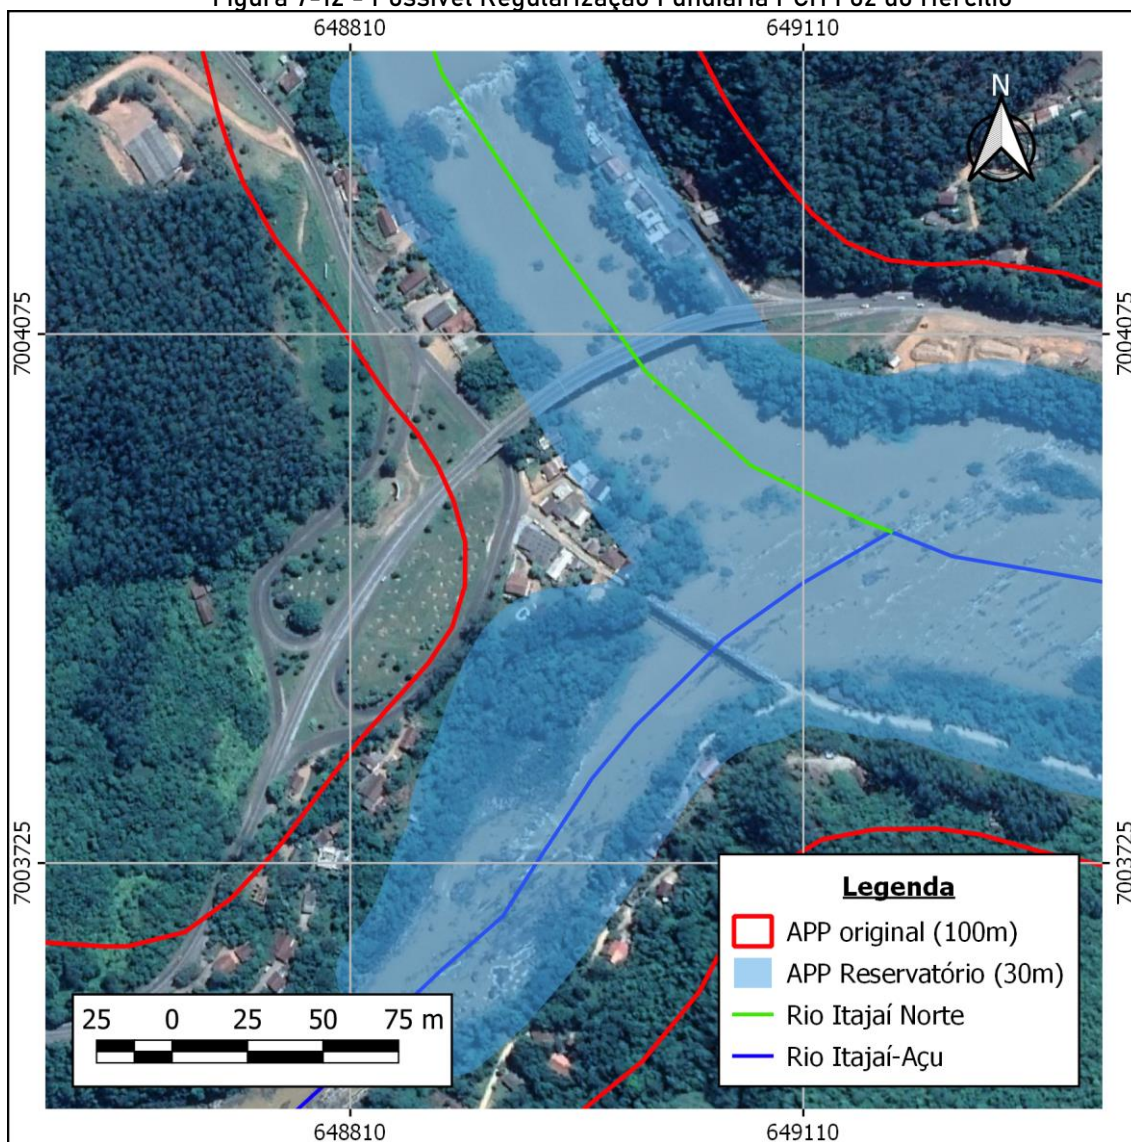 Figura 7-12 - Possível Regularização Fundiária PCH Foz do Hercílio
648810 649110
N
7004075 7004075
7003725 7003725
Legenda
APP original (100m)
APP Reservatório (30m)
Rio Itajaí Norte
Rio Itajaí-Açu
25 0 25 50 75 m
648810 649110